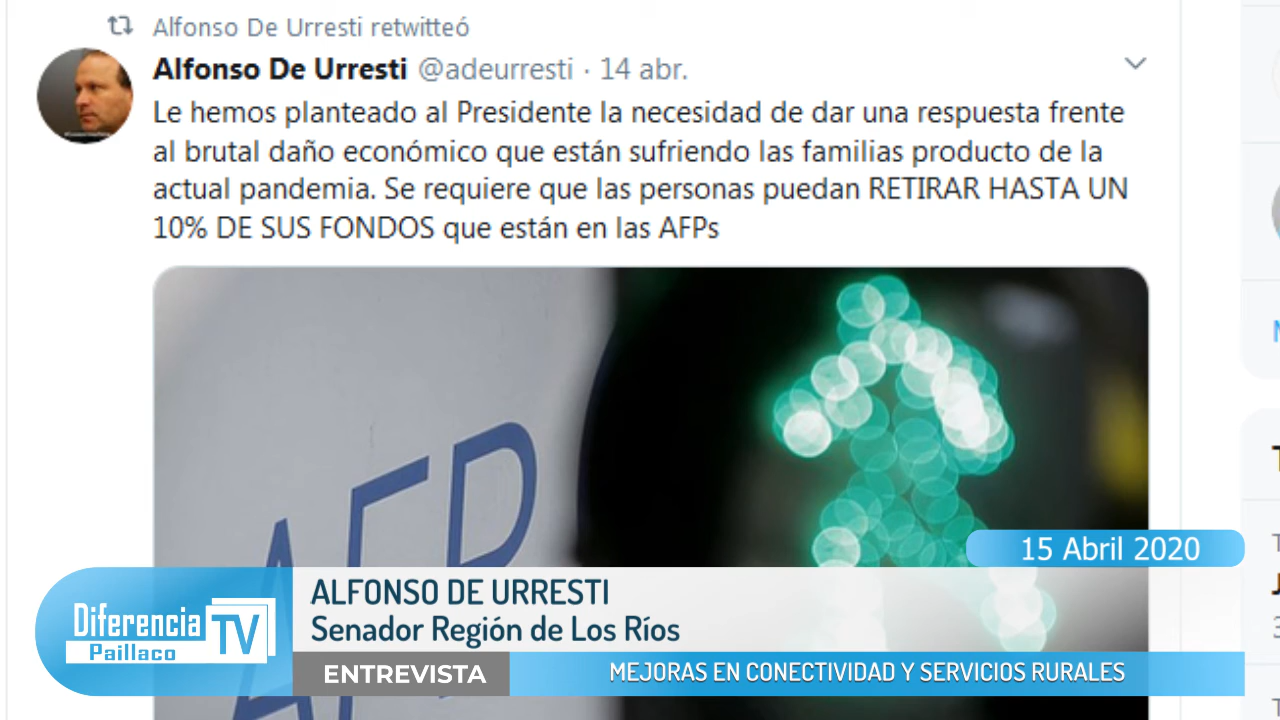 Alfonso De Urresti retwitteó
Alfonso De Urresti @adeurresti · 14 abr.
Le hemos planteado al Presidente la necesidad de dar una respuesta frente
al brutal daño económico que están sufriendo las familias producto de la
actual pandemia. Se requiere que las personas puedan RETIRAR HASTA UN
10% DE SUS FONDOS que están en las AFPs
AFP
15 Abril 2020
ALFONSO DE URRESTI
Senador Región de Los Ríos
Diferencia TV
Paillaco
ENTREVISTA
MEJORAS EN CONECTIVIDAD Y SERVICIOS RURALES